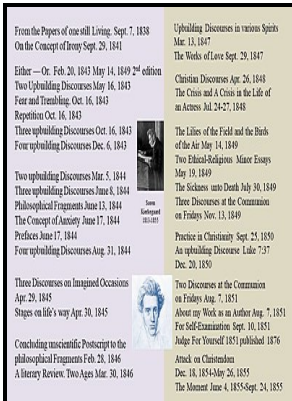 From the Papers of one still Living. Sept. 7, 1838
On the Concept of Irony Sept. 29, 1841
Either — Or. Feb. 20, 1843 May 14, 1849 2nd edition
Two Upbuilding Discourses May 16, 1843
Fear and Trembling. Oct. 16, 1843
Repetition Oct. 16, 1843
Three upbuilding Discourses Oct. 16, 1843
Four upbuilding Discourses Dec. 6, 1843
Two upbuilding Discourses Mar. 5, 1844
Three upbuilding Discourses June 8, 1844
Philosophical Fragments June 13, 1844
The Concept of Anxiety June 17, 1844
Prefaces June 17, 1844
Four upbuilding Discourses Aug. 31, 1844
Three Discourses on Imagined Occasions
Apr. 29, 1845
Stages on life's way Apr. 30, 1845
Concluding unscientific Postscript to the
philosophical Fragments Feb. 28, 1846
A literary Review. Two Ages Mar. 30, 1846
Soren
Kierkegaard
1813-1855
Upbuilding Discourses in various Spirits
Mar. 13, 1847
The Works of Love Sept. 29, 1847
Christian Discourses Apr. 26, 1848
The Crisis and A Crisis in the Life of
an Actress Jul. 24-27, 1848
The Lilies of the Field and the Birds
of the Air May 14, 1849
Two Ethical-Religious Minor Essays
May 19, 1849
The Sickness unto Death July 30, 1849
Three Discourses at the Communion
on Fridays Nov. 13, 1849
Practice in Christianity Sept. 25, 1850
An upbuilding Discourse Luke 7:37
Dec. 20, 1850
Two Discourses at the Communion
on Fridays Aug. 7, 1851
About my Work as an Author Aug. 7, 1851
For Self-Examination Sept. 10, 1851
Judge For Yourself 1851 published 1876
Attack on Christendom
Dec. 18, 1854-May 26, 1855
The Moment June 4, 1855-Sept. 24, 1855